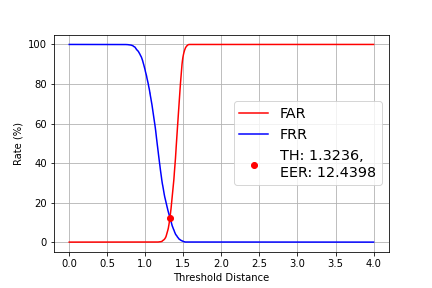 100
80
60
40
20
0
Rate (%)
FAR
FRR
TH: 1.3236,
EER: 12.4398
0.0 0.5 1.0 1.5 2.0 2.5 3.0 3.5 4.0
Threshold Distance